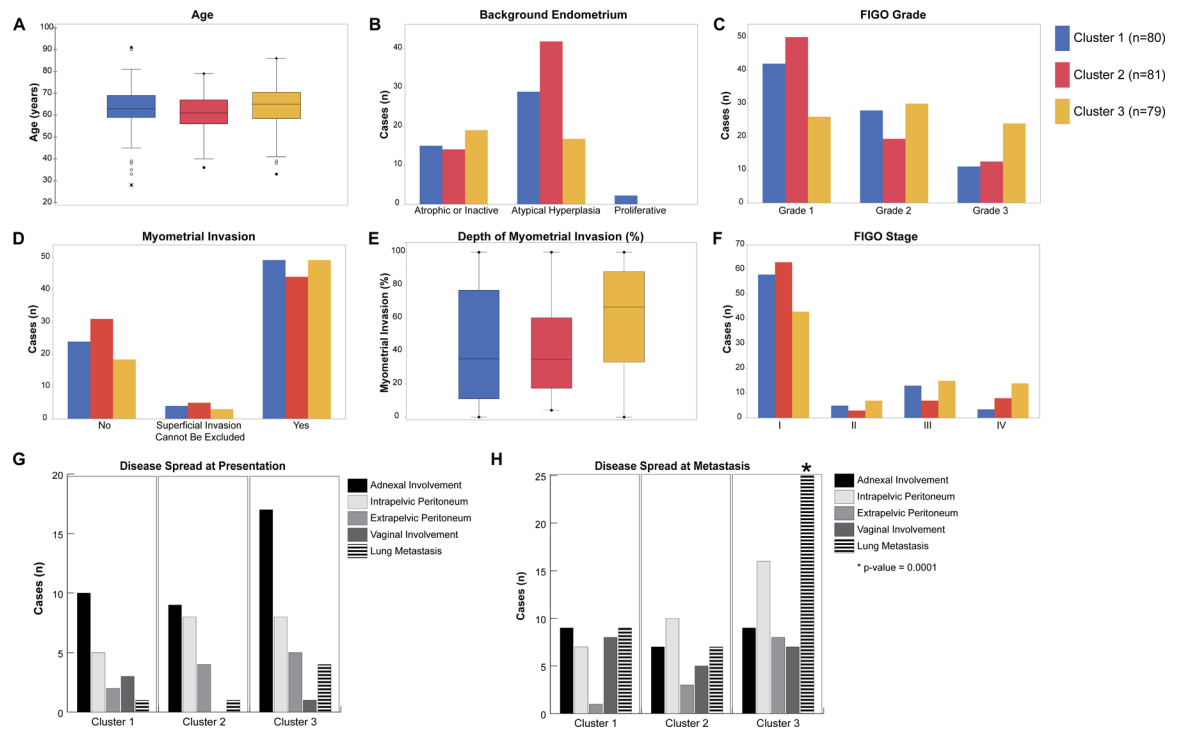 A
Age
100
90
80
70
60
50
40
30
20
Age (years)
B
Background Endometrium
40
30
20
10
0
Cases (n)
Atrophic or Inactive
Atypical Hyperplasia
Proliferative
C
FIGO Grade
50
40
30
20
10
0
Cases (n)
Grade 1
Grade 2
Grade 3
Cluster 1 (n=80)
Cluster 2 (n=81)
Cluster 3 (n=79)
D
Myometrial Invasion
50
40
30
20
10
0
Cases (n)
No
Superficial Invasion
Cannot Be Excluded
Yes
E
Depth of Myometrial Invasion (%)
100
80
60
40
20
0
Myometrial Invasion (%)
F
FIGO Stage
70
60
50
40
30
20
10
0
Cases (n)
I
II
III
IV
G
Disease Spread at Presentation
20
15
10
5
0
Cases (n)
Cluster 1
Cluster 2
Cluster 3
Adnexal Involvement
Intrapelvic Peritoneum
Extrapelvic Peritoneum
Vaginal Involvement
Lung Metastasis
H
Disease Spread at Metastasis
*
25
20
15
10
5
0
Cases (n)
Cluster 1
Cluster 2
Cluster 3
Adnexal Involvement
Intrapelvic Peritoneum
Extrapelvic Peritoneum
Vaginal Involvement
Lung Metastasis
* p-value = 0.0001